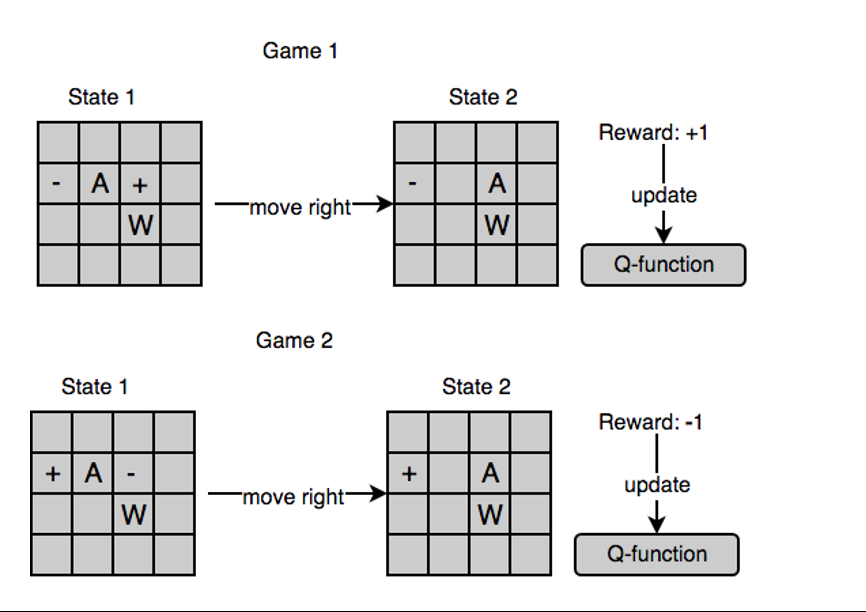 Game 1
State 1
State 2
Reward: +1
- A +
W
move right
- A
W
update
Q-function
Game 2
State 1
State 2
Reward: -1
+ A -
W
move right
+ A
W
update
Q-function